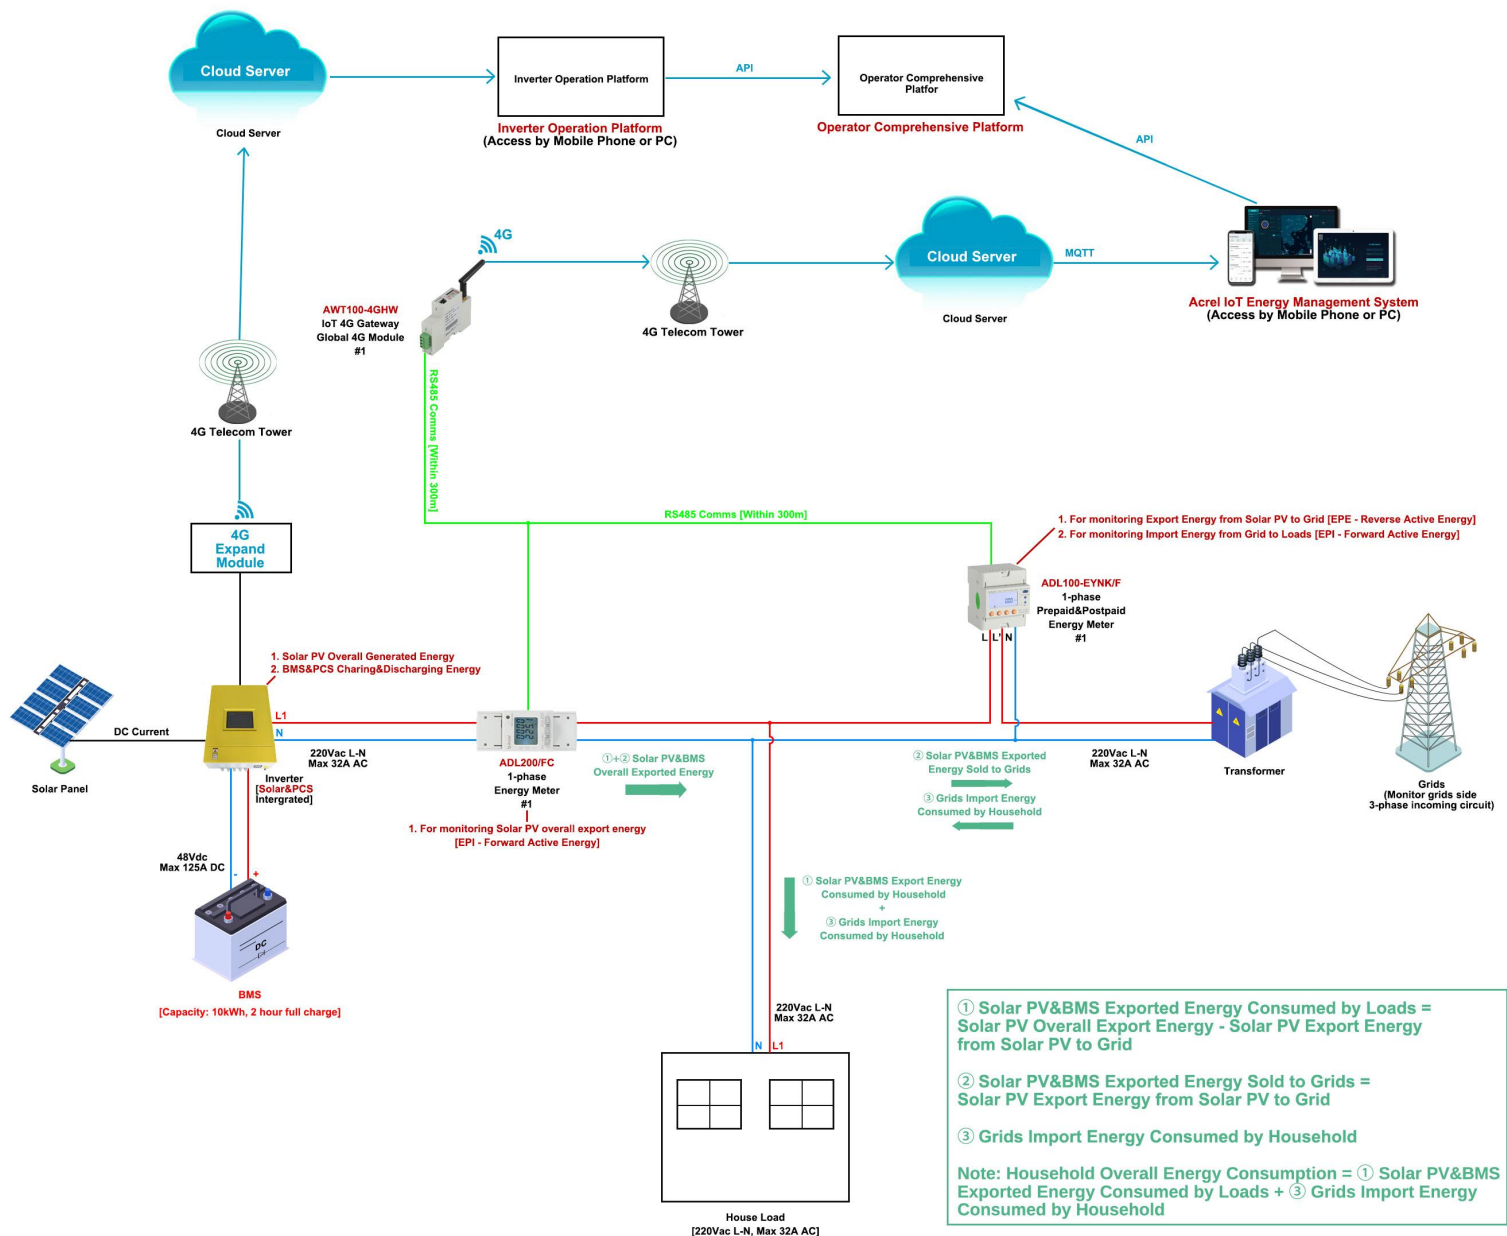 Cloud Server
Cloud Server
Inverter Operation Platform
Inverter Operation Platform
(Access by Mobile Phone or PC)
API
Operator Comprehensive
Platfor
Operator Comprehensive Platform
API
4G
AWT100-4GHW
IoT 4G Gateway
Global 4G Module
#1
4G Telecom Tower
Cloud Server
Cloud Server
MQTT
Acrel IoT Energy Management System
(Access by Mobile Phone or PC)
4G Telecom Tower
RS485 Comms [Within 300m]
RS485 Comms [Within 300m]
4G
Expand
Module
1. For monitoring Export Energy from Solar PV to Grid [EPE - Reverse Active Energy]
2. For monitoring Import Energy from Grid to Loads [EPI - Forward Active Energy]
ADL100-EYNK/F
1-phase
Prepaid&Postpaid
Energy Meter
#1
L L' N
1. Solar PV Overall Generated Energy
2. BMS&PCS Charing&Discharging Energy
L1
N
DC Current
220Vac L-N
Max 32A AC
Solar Panel
Inverter
[Solar&PCS
Intergrated]
ADL200/FC
1-phase
Energy Meter
#1
1. For monitoring Solar PV overall export energy
[EPI - Forward Active Energy]
①+② Solar PV&BMS
Overall Exported Energy
② Solar PV&BMS Exported
Energy Sold to Grids
③ Grids Import Energy
Consumed by Household
220Vac L-N
Max 32A AC
Transformer
Grids
(Monitor grids side
3-phase incoming circuit)
48Vdc
Max 125A DC
-
+
DC
BMS
[Capacity: 10kWh, 2 hour full charge]
① Solar PV&BMS Export Energy
Consumed by Household
+
③ Grids Import Energy
Consumed by Household
220Vac L-N
Max 32A AC
N
L1
House Load
[220Vac L-N, Max 32A AC]
① Solar PV&BMS Exported Energy Consumed by Loads =
Solar PV Overall Export Energy - Solar PV Export Energy
from Solar PV to Grid
② Solar PV&BMS Exported Energy Sold to Grids =
Solar PV Export Energy from Solar PV to Grid
③ Grids Import Energy Consumed by Household
Note: Household Overall Energy Consumption = ① Solar PV&BMS
Exported Energy Consumed by Loads + ③ Grids Import Energy
Consumed by Household